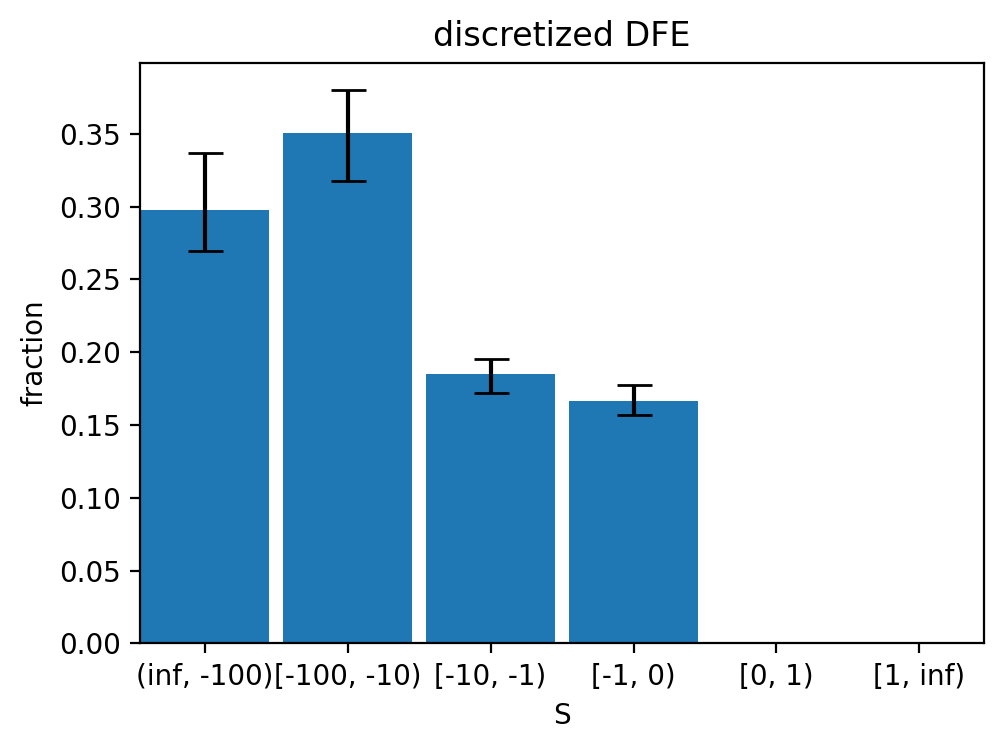 discretized DFE
fraction
0.35
0.30
0.25
0.20
0.15
0.10
0.05
0.00
(inf, -100) [-100, -10) [-10, -1) [-1, 0) [0, 1) [1, inf)
S